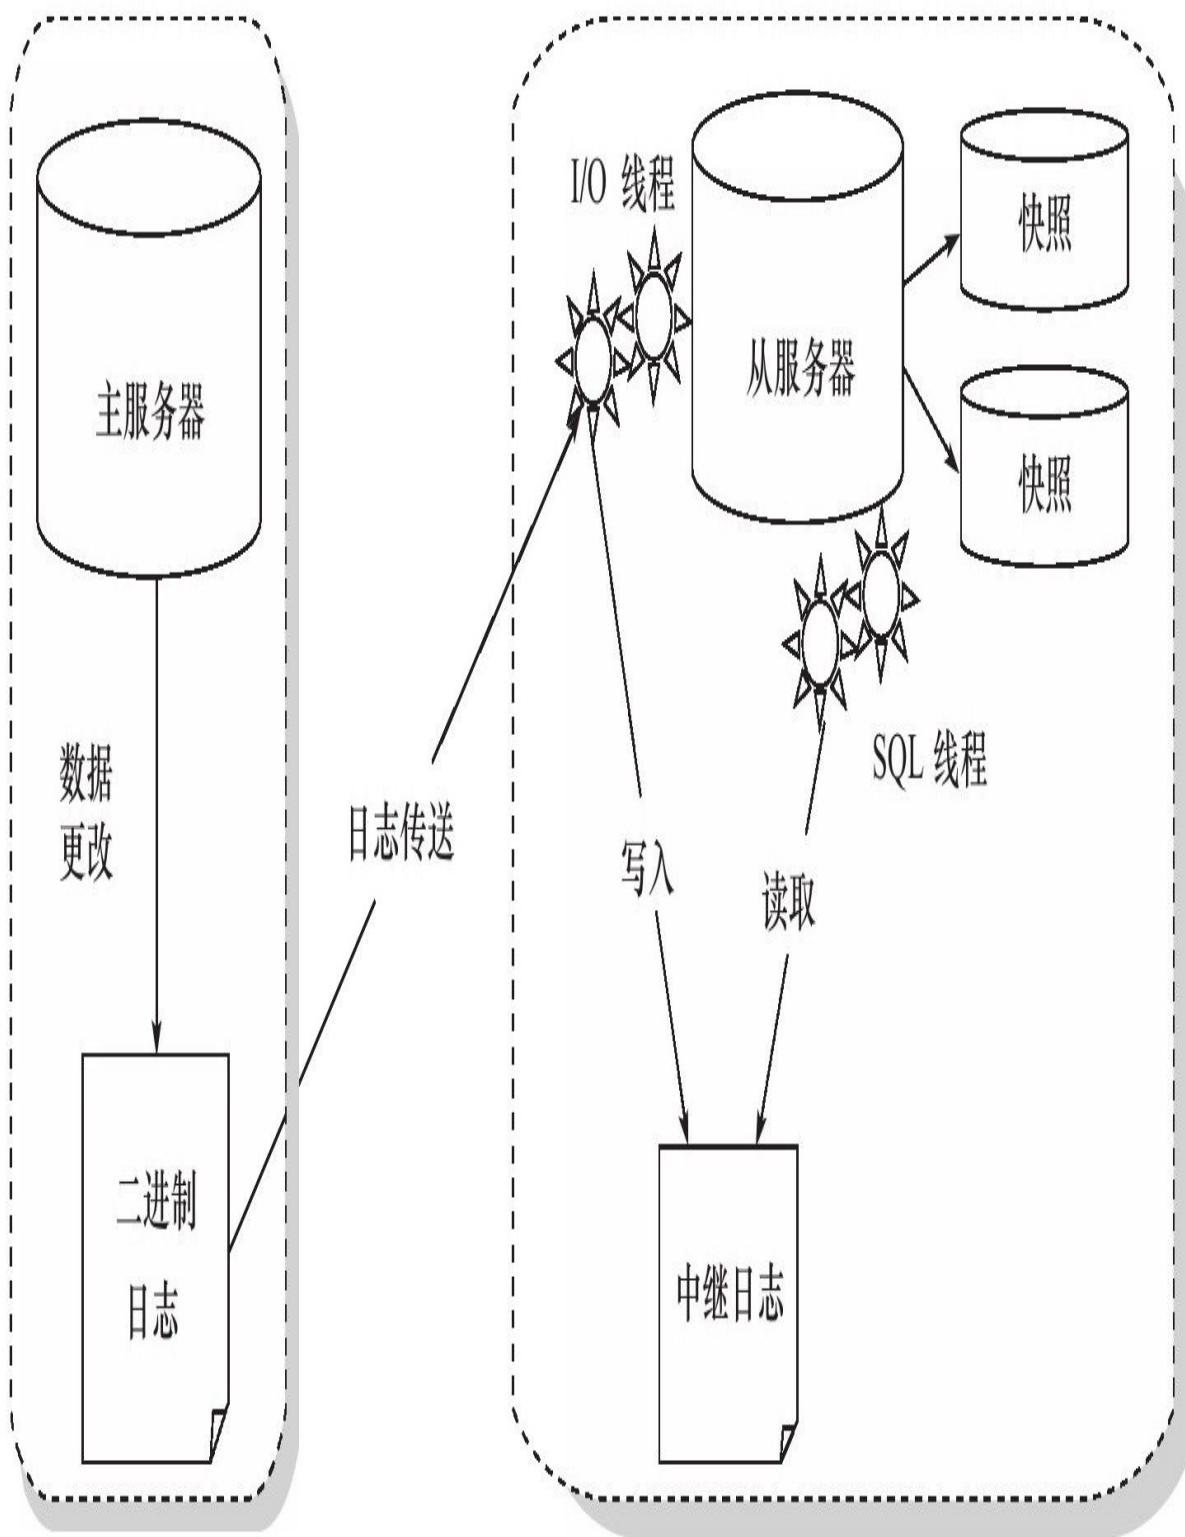 主服务器
数据
更改
二进制
日志
日志传送
I/O 线程
从服务器
快照
快照
SQL 线程
写入
读取
中继日志